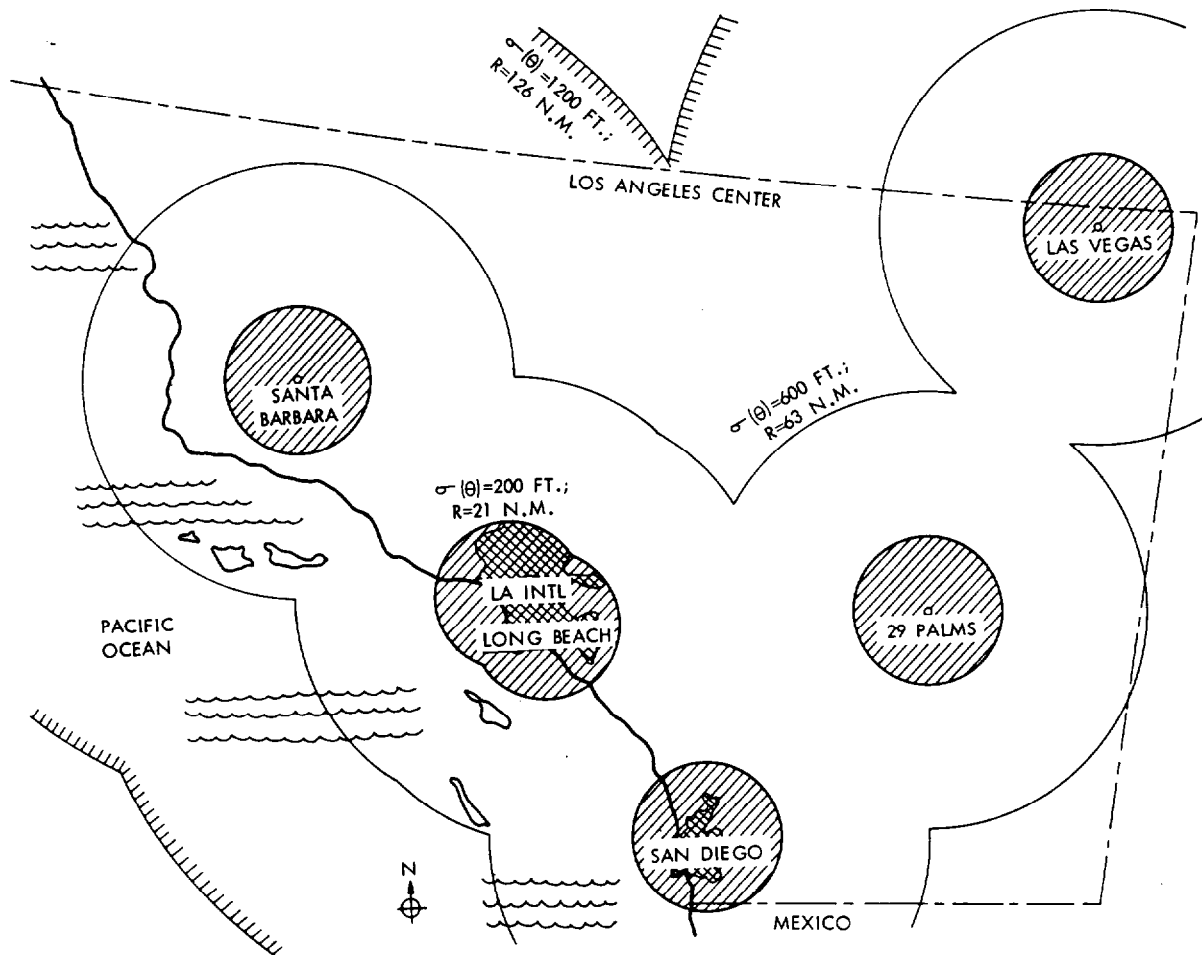 σ(θ)=1200 FT.;
R=126 N.M.
LOS ANGELES CENTER
LAS VEGAS
SANTA
BARBARA
σ(θ)=600 FT.;
R=63 N.M.
σ(θ)=200 FT.;
R=21 N.M.
LA INTL
LONG BEACH
29 PALMS
PACIFIC
OCEAN
SAN DIEGO
N
MEXICO